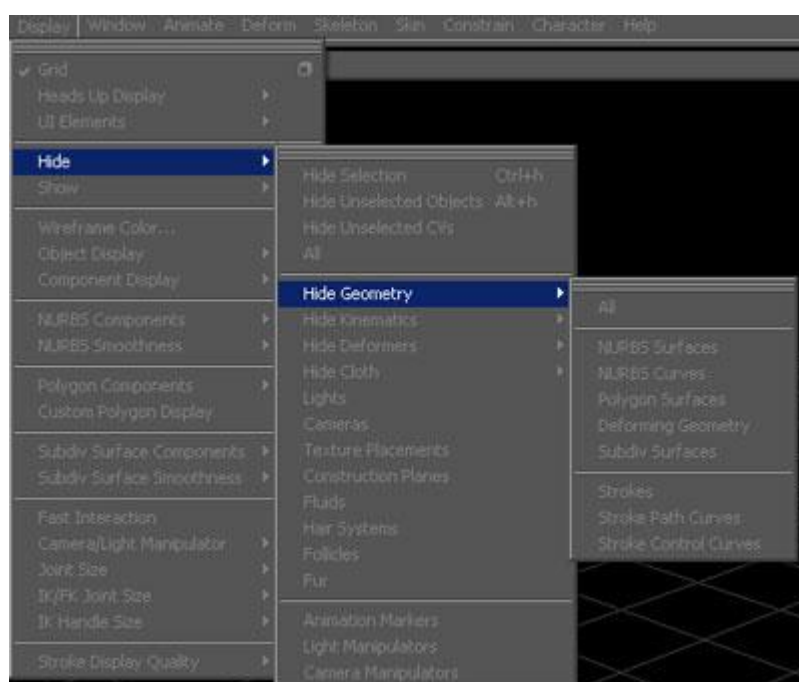 Display Window Animate Deform Skeleton Skin Constrain Character Help
Grid
Heads Up Display
UI Elements
Hide
Show
Wireframe Color...
Object Display
Component Display
NURBS Components
NURBS Smoothness
Polygon Components
Custom Polygon Display
Subdiv Surface Components
Subdiv Surface Smoothness
Fast Interaction
Camera/Light Manipulator
Joint Size
IK/FK Joint Size
IK Handle Size
Stroke Display Quality
Hide Selection Ctrl+h
Hide Unselected Objects Alt+h
Hide Unselected CVs
All
Hide Geometry
Hide Kinematics
Hide Deformers
Hide Cloth
Lights
Cameras
Texture Placements
Construction Planes
Fluids
Hair Systems
Follicles
Fur
Animation Markers
Light Manipulators
Camera Manipulators
All
NURBS Surfaces
NURBS Curves
Polygon Surfaces
Deforming Geometry
Subdiv Surfaces
Strokes
Stroke Path Curves
Stroke Control Curves